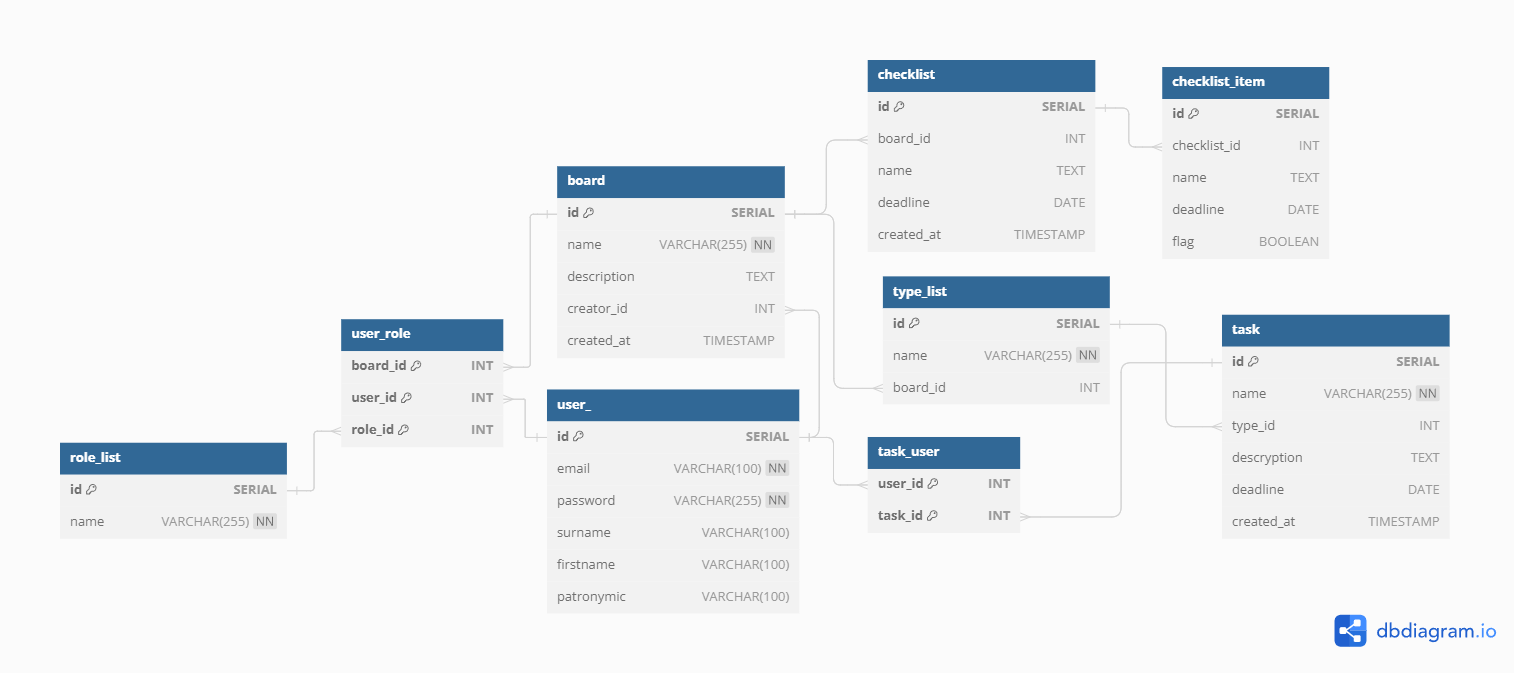 checklist
id SERIAL
board_id INT
name TEXT
deadline DATE
created_at TIMESTAMP
checklist_item
id SERIAL
checklist_id INT
name TEXT
deadline DATE
flag BOOLEAN
board
id SERIAL
name VARCHAR(255) NN
description TEXT
creator_id INT
created_at TIMESTAMP
type_list
id SERIAL
name VARCHAR(255) NN
board_id INT
task
id SERIAL
name VARCHAR(255) NN
type_id INT
descryption TEXT
deadline DATE
created_at TIMESTAMP
user_role
board_id INT
user_id INT
role_id INT
user_
id SERIAL
email VARCHAR(100) NN
password VARCHAR(255) NN
surname VARCHAR(100)
firstname VARCHAR(100)
patronymic VARCHAR(100)
task_user
user_id INT
task_id INT
role_list
id SERIAL
name VARCHAR(255) NN
dbdiagram.io